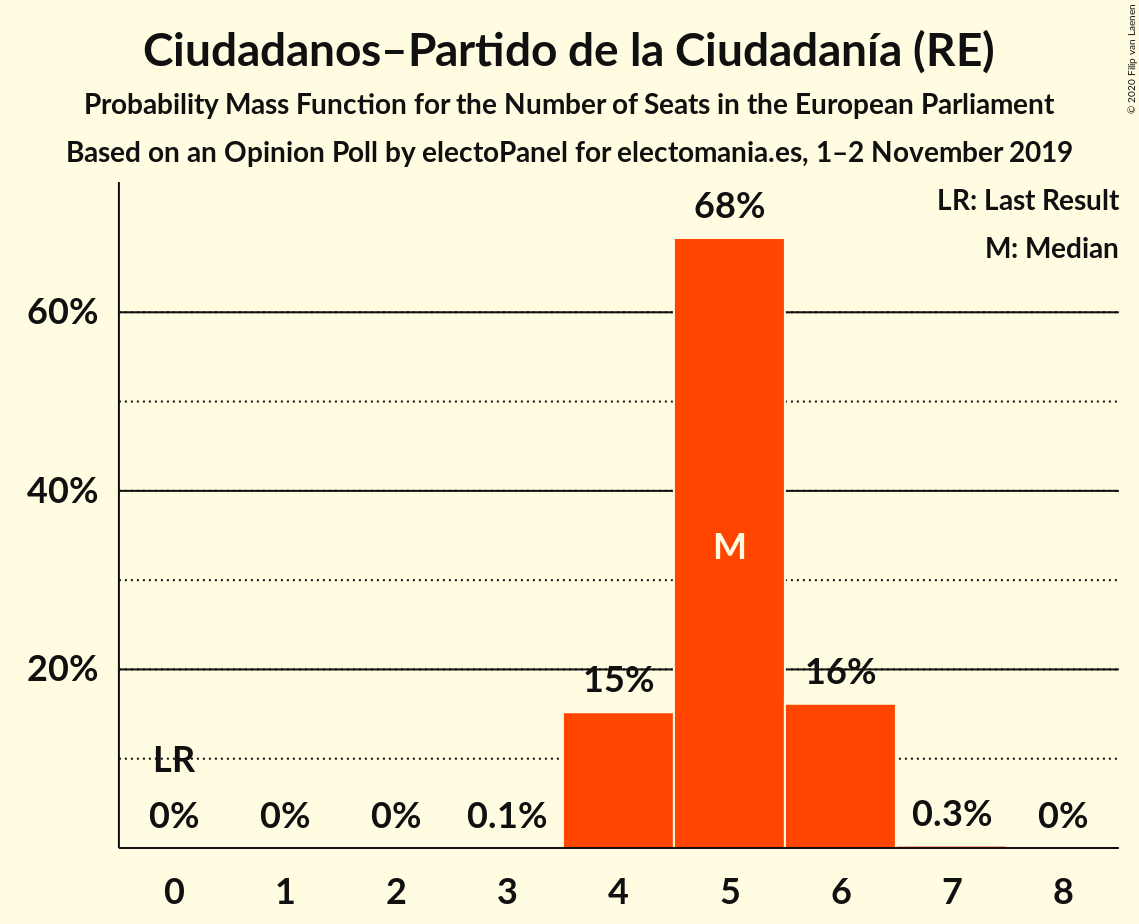 Ciudadanos–Partido de la Ciudadanía (RE)
Probability Mass Function for the Number of Seats in the European Parliament
Based on an Opinion Poll by electoPanel for electomania.es, 1–2 November 2019
© 2020 Filip van Laenen
LR: Last Result
M: Median
68%
60%
40%
M
20%
15%
16%
LR
0%
0%
0%
0.1%
0.3%
0%
0
1
2
3
4
5
6
7
8